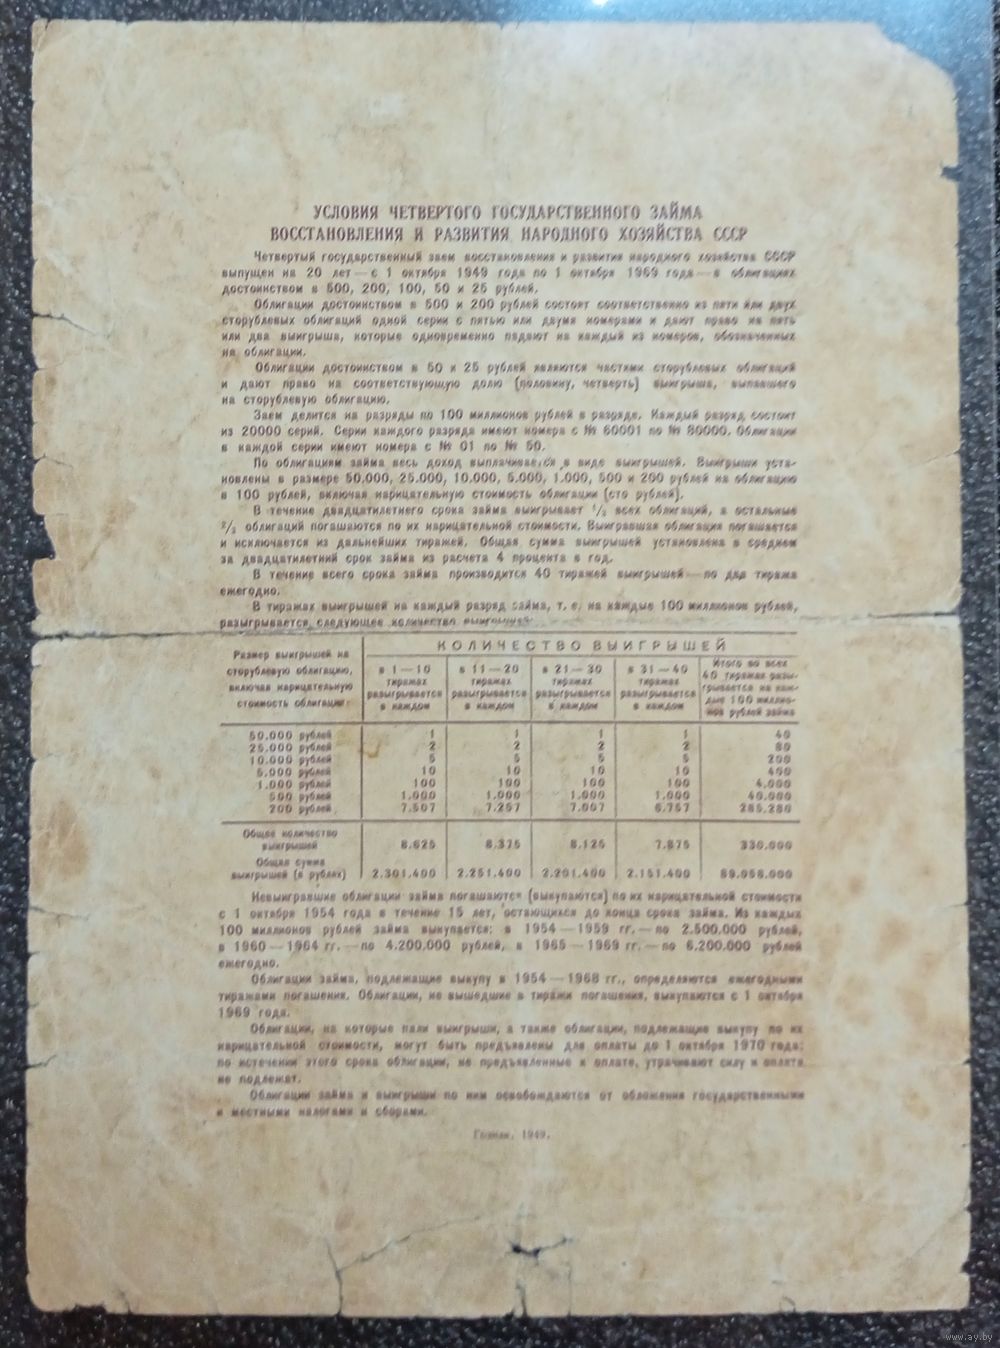 УСЛОВИЯ ЧЕТВЕРТОГО ГОСУДАРСТВЕННОГО ЗАЙМА
ВОССТАНОВЛЕНИЯ И РАЗВИТИЯ НАРОДНОГО ХОЗЯЙСТВА СССР
Четвертый государственный заем восстановления и развития народного хозяйства СССР
выпущен на 20 лет — с 1 октября 1949 года по 1 октября 1969 года — в облигациях
достоинством в 500, 200, 100, 50 и 25 рублей.
Облигации достоинством в 500 и 200 рублей состоят соответственно из пяти или двух
сторублевых облигаций одной серии с пятью или двумя номерами и дают право на пять
или два выигрыша, которые одновременно падают на каждый из номеров, обозначенных
на облигации.
Облигации достоинством в 50 и 25 рублей являются частями сторублевых облигаций
и дают право на соответствующую долю (половину, четверть) выигрыша, выпавшего
на сторублевую облигацию.
Заем делится на разряды по 100 миллионов рублей в разряде. Каждый разряд состоит
из 20000 серий. Серии каждого разряда имеют номера с № 60001 по № 80000. Облигации
в каждой серии имеют номера с № 01 по № 50.
По облигациям займа весь доход выплачивается в виде выигрышей. Выигрыши уста-
новлены в размере 50.000, 25.000, 10.000, 5.000, 1.000, 500 и 200 рублей на облигацию
в 100 рублей, включая нарицательную стоимость облигации (сто рублей).
В течение двадцатилетнего срока займа выигрывает ¹/₃ всех облигаций, а остальные
²/₃ облигаций погашаются по их нарицательной стоимости. Выигравшая облигация погашается
и исключается из дальнейших тиражей. Общая сумма выигрышей установлена в среднем
за двадцатилетний срок займа из расчета 4 процента в год.
В течение всего срока займа производится 40 тиражей выигрышей — по два тиража
ежегодно.
В тиражах выигрышей на каждый разряд займа, т. е. на каждые 100 миллионов рублей,
разыгрывается следующее количество выигрышей:
Размер выигрышей на сторублевую облигацию, включая нарицательную стоимость облигации:
КОЛИЧЕСТВО ВЫИГРЫШЕЙ
в 1—10 тиражах разыгрывается в каждом
в 11—20 тиражах разыгрывается в каждом
в 21—30 тиражах разыгрывается в каждом
в 31—40 тиражах разыгрывается в каждом
Итого во всех 40 тиражах разыгрывается на каждые 100 миллионов рублей займа
50.000 рублей 1 1 1 1 40
25.000 рублей 2 2 2 2 80
10.000 рублей 5 5 5 5 200
5.000 рублей 10 10 10 10 400
1.000 рублей 100 100 100 100 4.000
500 рублей 1.000 1.000 1.000 1.000 40.000
200 рублей 7.507 7.257 7.007 6.757 285.280
Общее количество выигрышей 8.625 8.375 8.125 7.875 330.000
Общая сумма выигрышей (в рублях) 2.301.400 2.251.400 2.201.400 2.151.400 89.056.000
Невыигравшие облигации займа погашаются (выкупаются) по их нарицательной стоимости
с 1 октября 1954 года в течение 15 лет, остающихся до конца срока займа. Из каждых
100 миллионов рублей займа выкупается: в 1954—1959 гг. — по 2.500.000 рублей,
в 1960—1964 гг. — по 4.200.000 рублей, в 1965—1969 гг. — по 6.200.000 рублей
ежегодно.
Облигации займа, подлежащие выкупу в 1954—1968 гг., определяются ежегодными
тиражами погашения. Облигации, не вышедшие в тиражи погашения, выкупаются с 1 октября
1969 года.
Облигации, на которые пали выигрыши, а также облигации, подлежащие выкупу по их
нарицательной стоимости, могут быть предъявлены для оплаты до 1 октября 1970 года;
по истечении этого срока облигации, не предъявленные к оплате, утрачивают силу и оплате
не подлежат.
Облигации займа и выигрыши по ним освобождаются от обложения государственными
и местными налогами и сборами.
Гознак. 1949.
www.ay.by